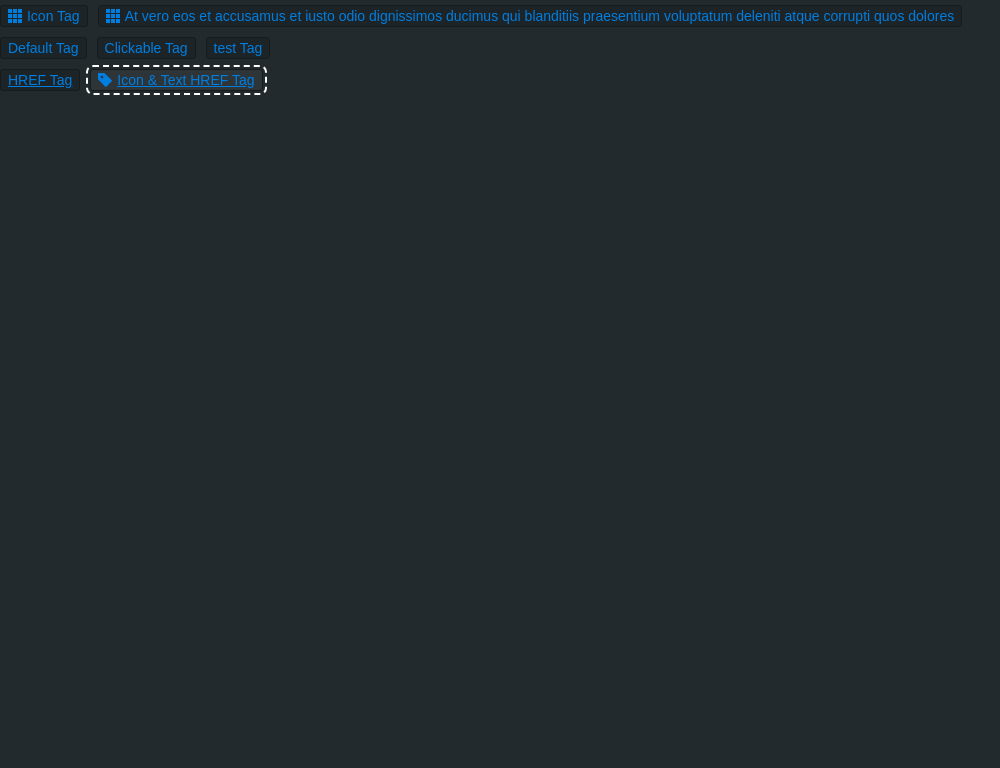 Icon Tag At vero eos et accusamus et iusto odio dignissimos ducimus qui blanditiis praesentium voluptatum deleniti atque corrupti quos dolores
Default Tag Clickable Tag test Tag
HREF Tag Icon & Text HREF Tag